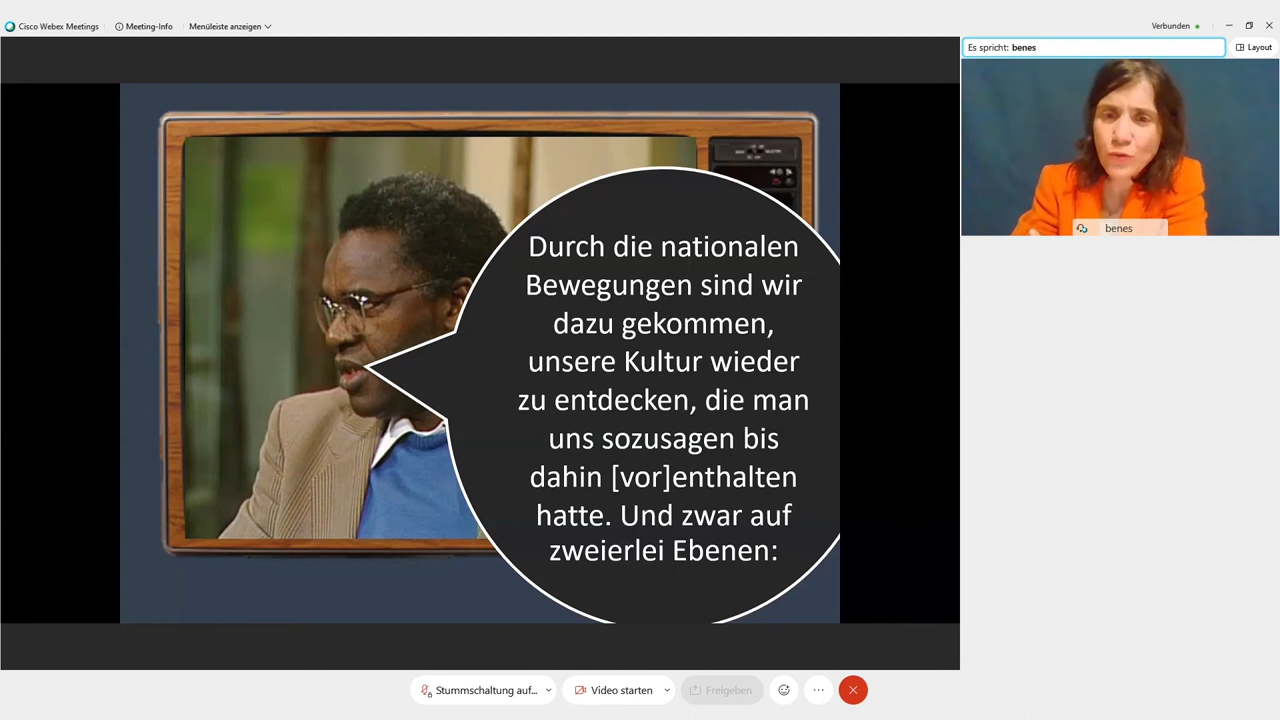 Cisco Webex Meetings
Meeting-Info
Menüleiste anzeigen
Verbunden
Es spricht: benes
Layout
benes
Durch die nationalen
Bewegungen sind wir
dazu gekommen,
unsere Kultur wieder
zu entdecken, die man
uns sozusagen bis
dahin [vor]enthalten
hatte. Und zwar auf
zweierlei Ebenen:
Stummschaltung auf...
Video starten
Freigeben